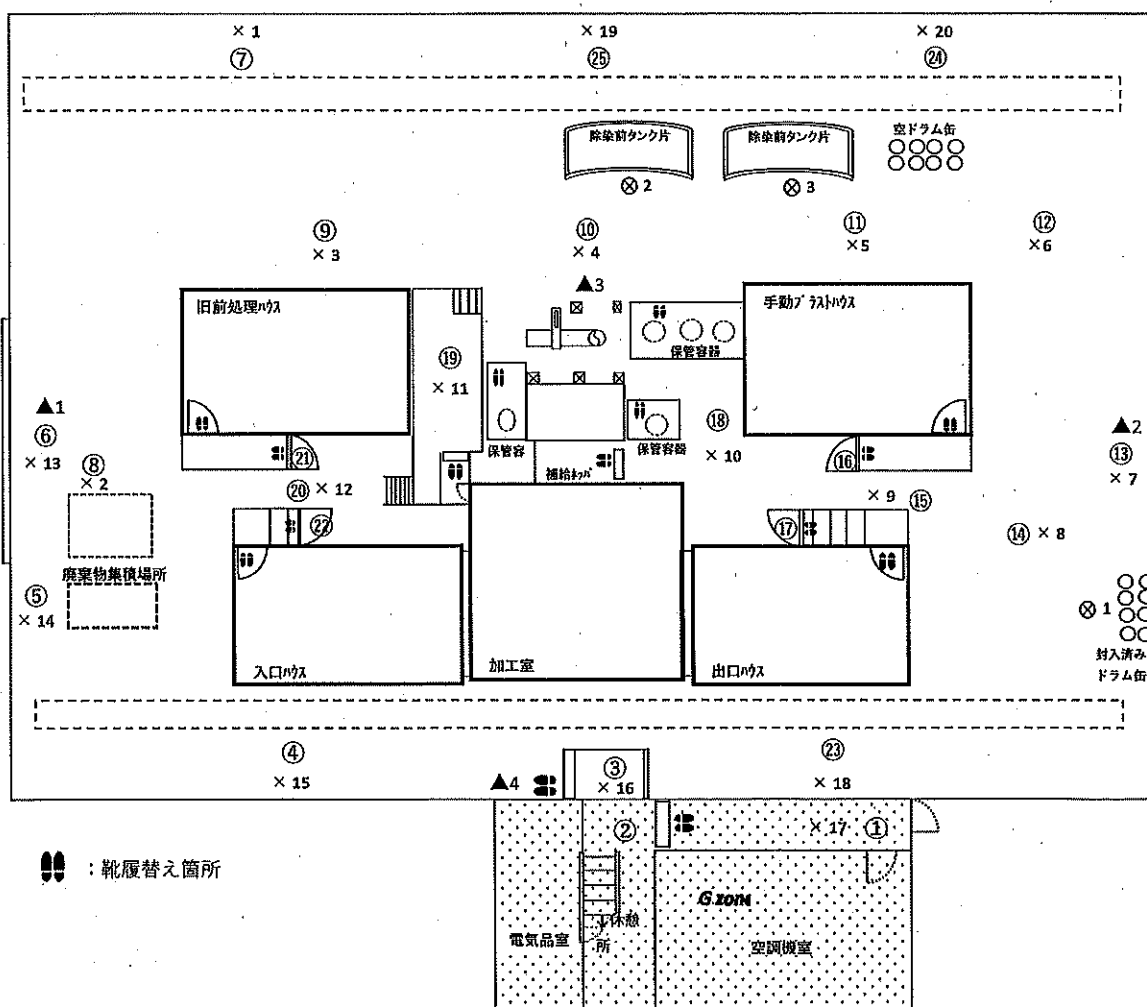 × 1 × 19 × 20
⑦ ㉕ ㉔
除染前タンク片 除染前タンク片 空ドラム缶
⊗ 2 ⊗ 3
⑨ ⑩ ⑪ ⑫
× 3 × 4 × 5 × 6
▲3
旧前処理ハウス 手動ブラストハウス
保管容器
⑲
× 11
▲1 ▲2
⑥ ⑱ ⑬
× 13 ⑧ 保管容 保管容器 × 10 ㉑ ⑯
× 2 補給ホッパ × 7
⑳ × 12 × 9 ⑮
㉒ ⑰ ⑭ × 8
廃棄物集積場所
⑤
× 14 ⊗ 1
封入済み
ドラム缶
入口ハウス 加工室 出口ハウス
④ ③ ㉓
× 15 ▲4 × 16 × 18
② × 17 ①
：靴履替え箇所
G ZONE
休憩
所
電気品室 空調機室